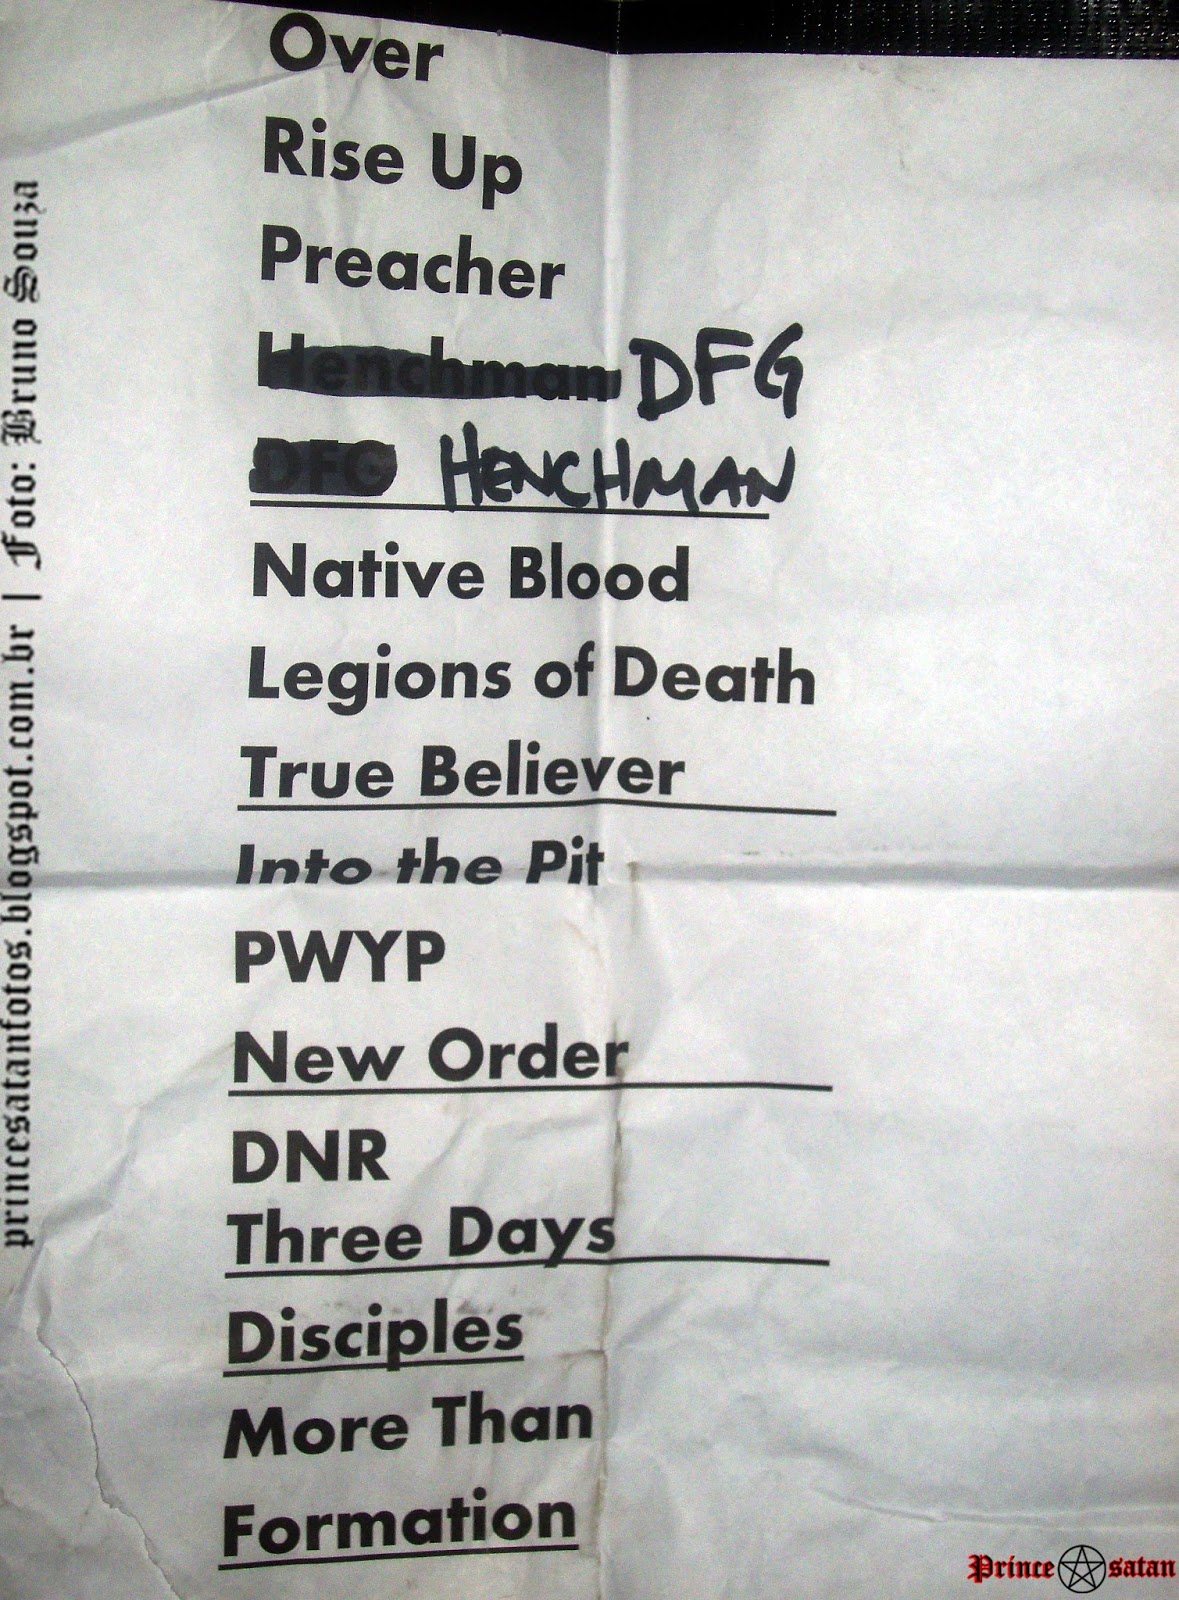 Over
Rise Up
Preacher
Henchman DFG
DFG HENCHMAN
Native Blood
Legions of Death
True Believer
Into the Pit
PWYP
New Order
DNR
Three Days
Disciples
More Than
Formation
princesatanfotos.blogspot.com.br | Foto: Bruno Souza
Prince satan